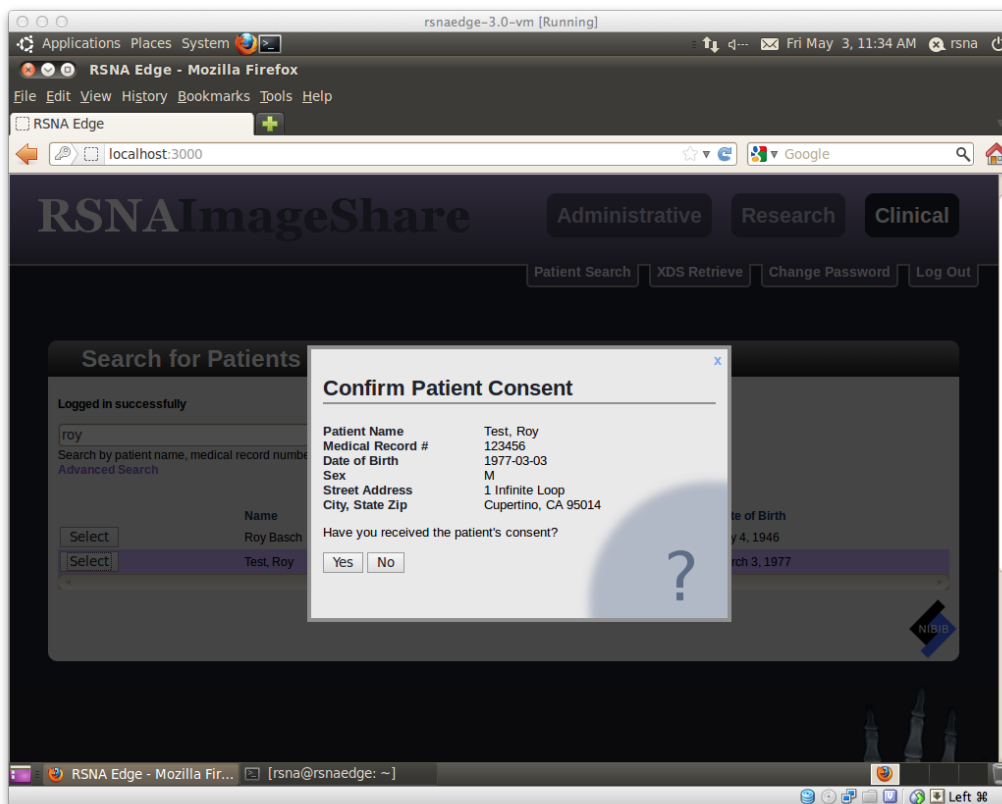 rsnaedge-3.0-vm [Running]
Applications Places System Fri May 3, 11:34 AM rsna
RSNA Edge - Mozilla Firefox
File Edit View History Bookmarks Tools Help
RSNA Edge
localhost:3000 Google
RSNAImageShare Administrative Research Clinical
Patient Search XDS Retrieve Change Password Log Out
Search for Patients
Logged in successfully
roy
Search by patient name, medical record numbe
Advanced Search
Name te of Birth
Select Roy Basch y 4, 1946
Select Test, Roy rch 3, 1977
x
Confirm Patient Consent
Patient Name Test, Roy
Medical Record # 123456
Date of Birth 1977-03-03
Sex M
Street Address 1 Infinite Loop
City, State Zip Cupertino, CA 95014
Have you received the patient's consent?
Yes No
?
NIBIB
RSNA Edge - Mozilla Fir... [rsna@rsnaedge: ~]
Left ⌘